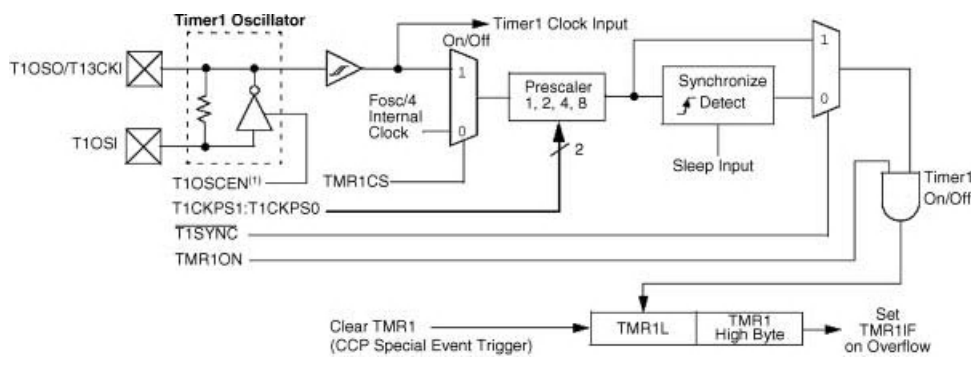 Timer1 Oscillator
Timer1 Clock Input
On/Off
T1OSO/T13CKI
1
1
Prescaler
1, 2, 4, 8
Synchronize
Detect
Fosc/4
Internal
Clock
0
0
T1OSI
2
Sleep Input
T1OSCEN(1)
TMR1CS
Timer1
On/Off
T1CKPS1:T1CKPS0
T1SYNC
TMR1ON
Clear TMR1
(CCP Special Event Trigger)
TMR1L
TMR1
High Byte
Set
TMR1IF
on Overflow